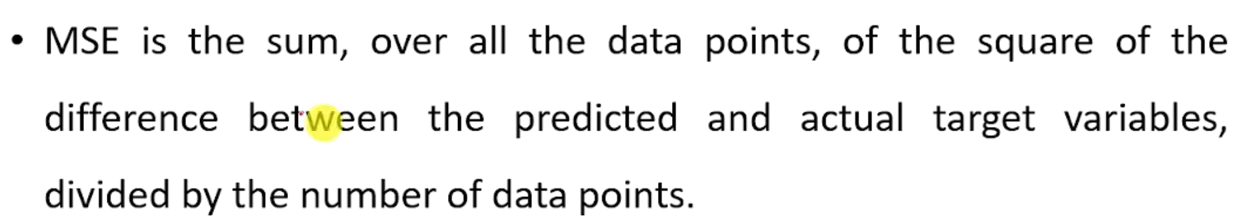 • MSE is the sum, over all the data points, of the square of the
difference between the predicted and actual target variables,
divided by the number of data points.